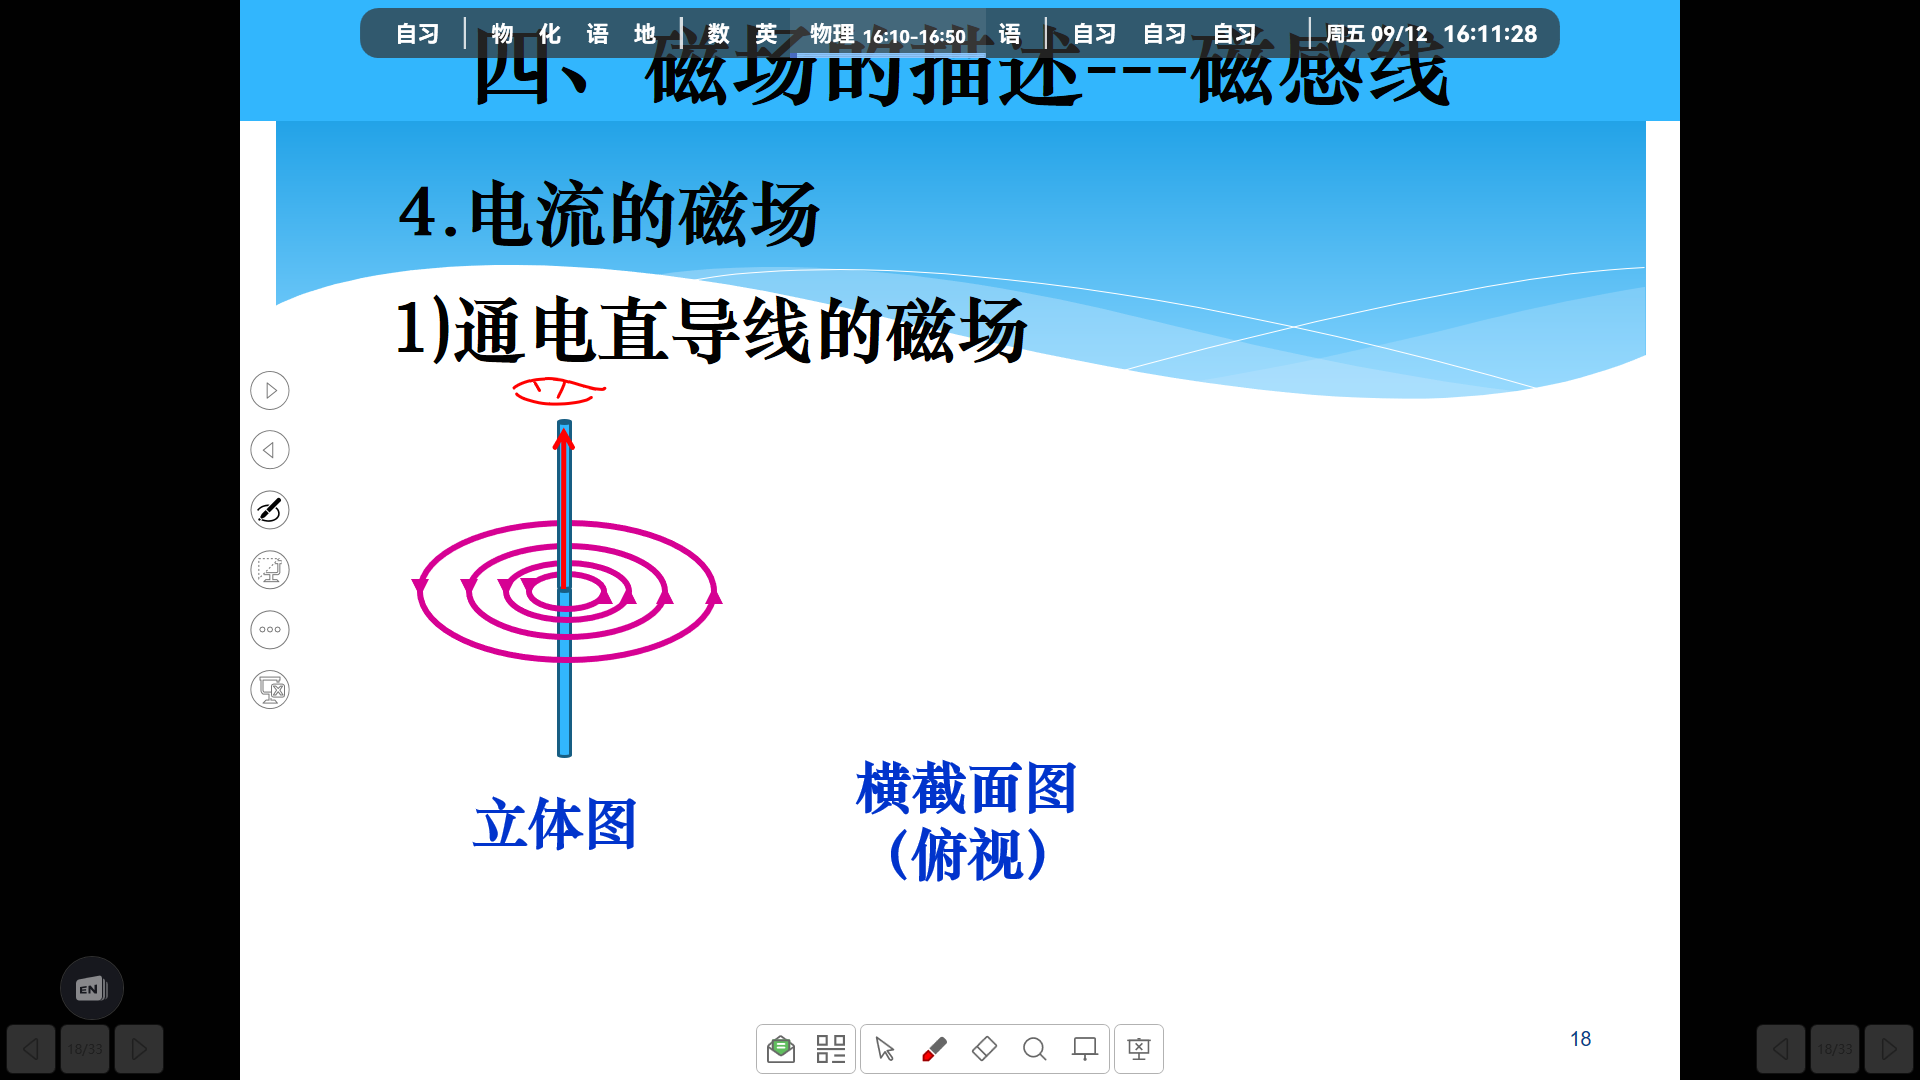 自习 物 化 语 地 数 英 物理 16:10-16:50 语 自习 自习 自习 周五 09/12 16:11:28
四、磁场的描述---磁感线
4.电流的磁场
1)通电直导线的磁场
立体图
横截面图
(俯视)
EN
18/33
18/33
18